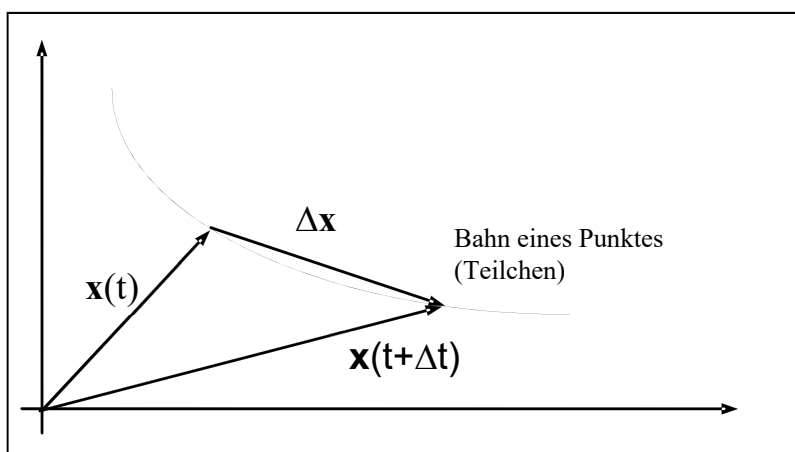 Δx
Bahn eines Punktes
(Teilchen)
x(t)
x(t+Δt)